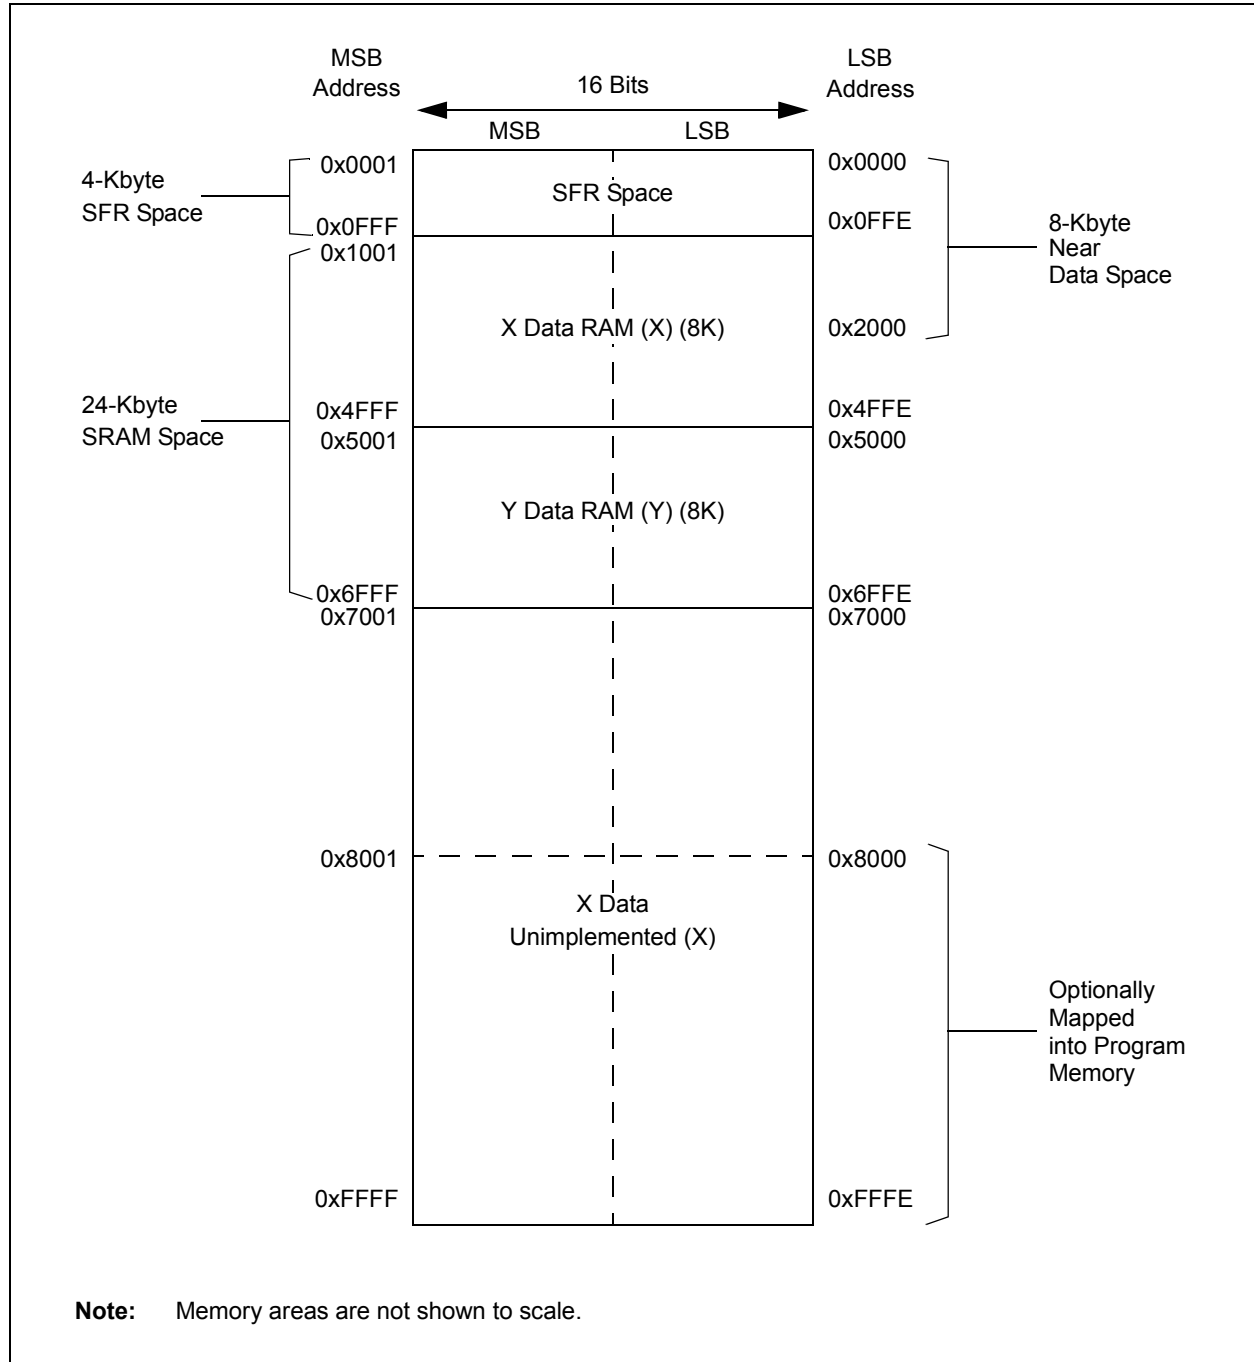 MSB
Address
LSB
Address
16 Bits
MSB
LSB
0x0001
0x0000
4-Kbyte
SFR Space
SFR Space
0x0FFF
0x0FFE
8-Kbyte
Near
Data Space
0x1001
X Data RAM (X) (8K)
0x2000
24-Kbyte
SRAM Space
0x4FFF
0x4FFE
0x5001
0x5000
Y Data RAM (Y) (8K)
0x6FFF
0x6FFE
0x7001
0x7000
0x8001
0x8000
X Data
Unimplemented (X)
Optionally
Mapped
into Program
Memory
0xFFFF
0xFFFE
Note: Memory areas are not shown to scale.